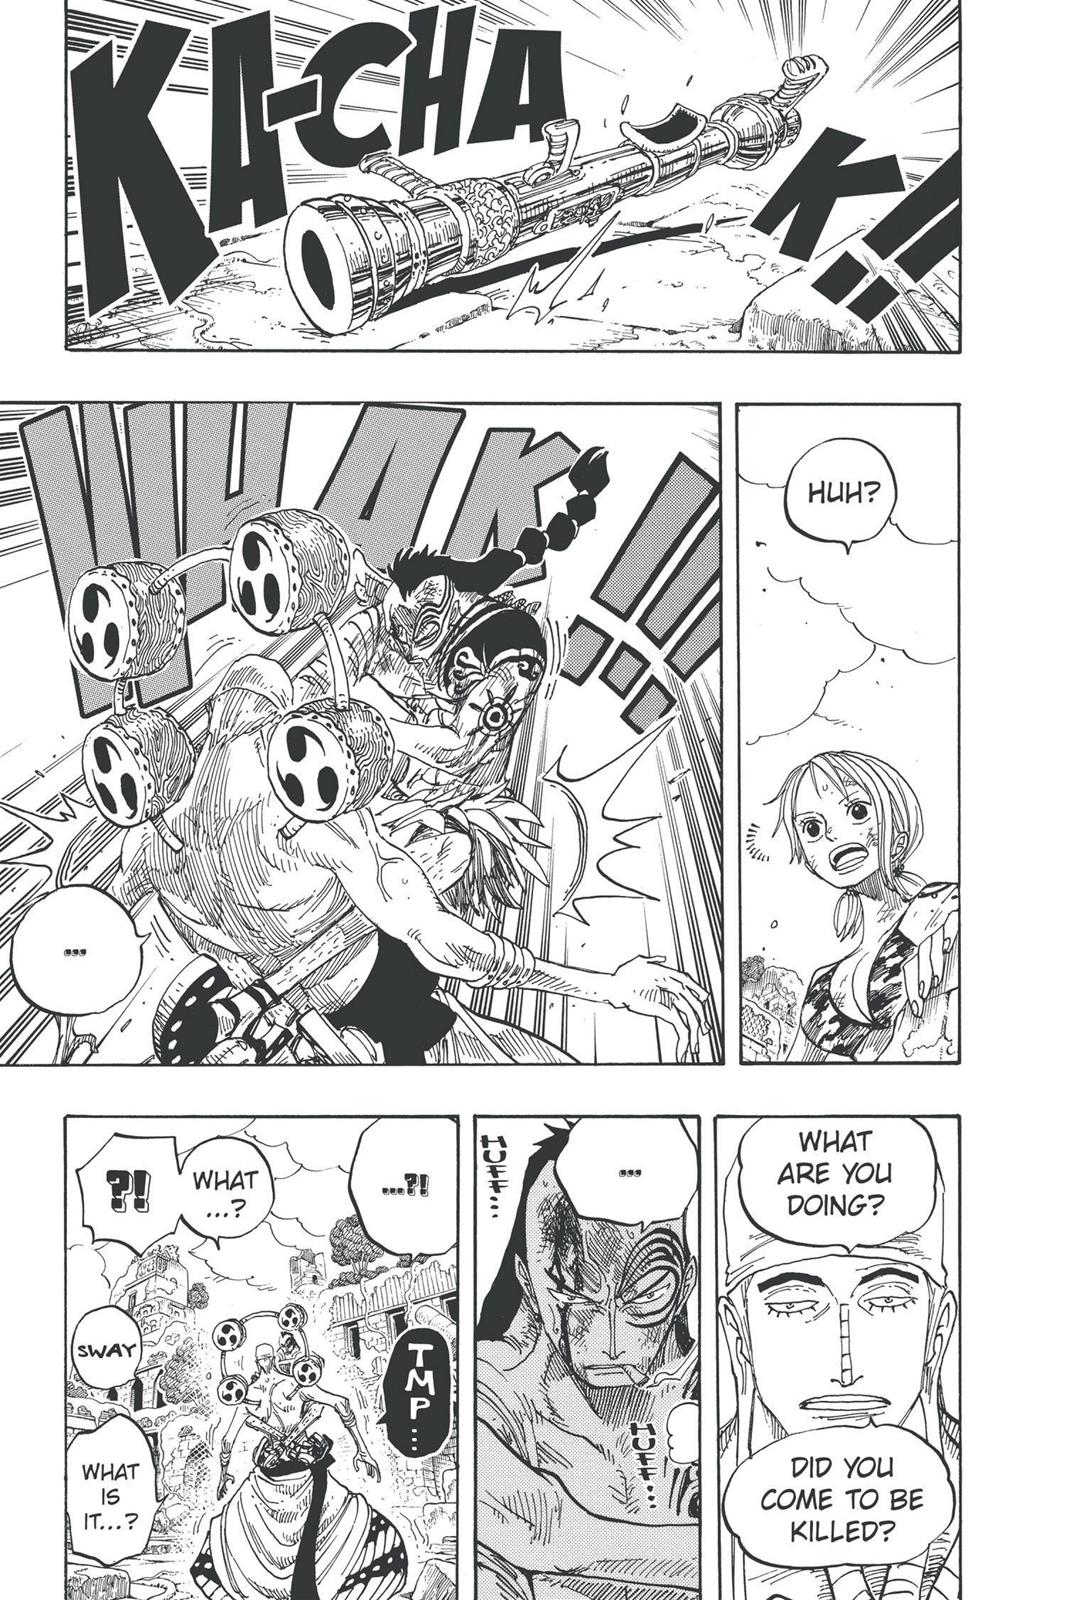 KA-CHA
K!!
HUH?
WHAK!!!
...
WHAT
ARE YOU
DOING?
DID YOU
COME TO BE
KILLED?
...
HUFF...
HUFF...
...?!
WHAT
...?
?!
TMP...
SWAY
WHAT
IS
IT...?